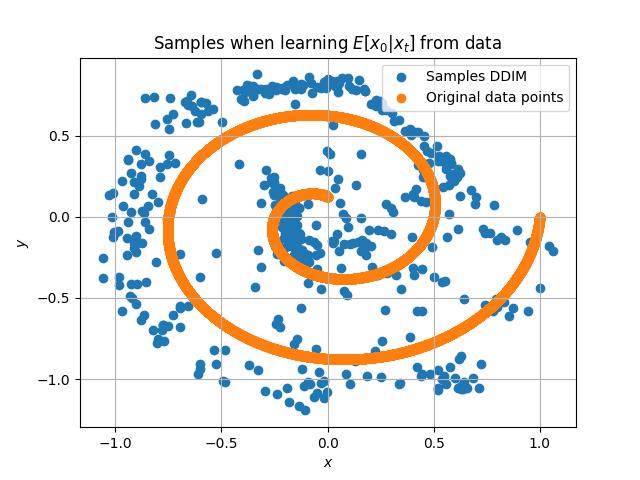 Samples when learning E[x₀|xₜ] from data
Samples DDIM
Original data points
0.5
0.0
−0.5
−1.0
y
−1.0 −0.5 0.0 0.5 1.0
x